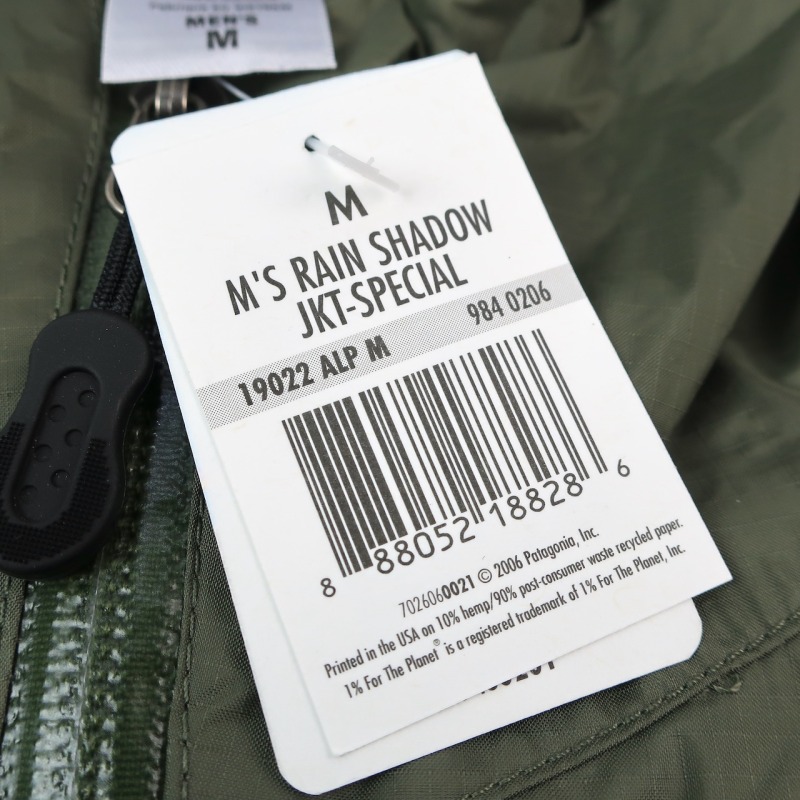 MEN'S
M
M
M'S RAIN SHADOW
JKT-SPECIAL
19022 ALP M 984 0206
8 88052 18828 6
7026060021 © 2006 Patagonia, Inc.
Printed in the USA on 10% hemp/90% post-consumer waste recycled paper.
1% For The Planet® is a registered trademark of 1% For The Planet, Inc.